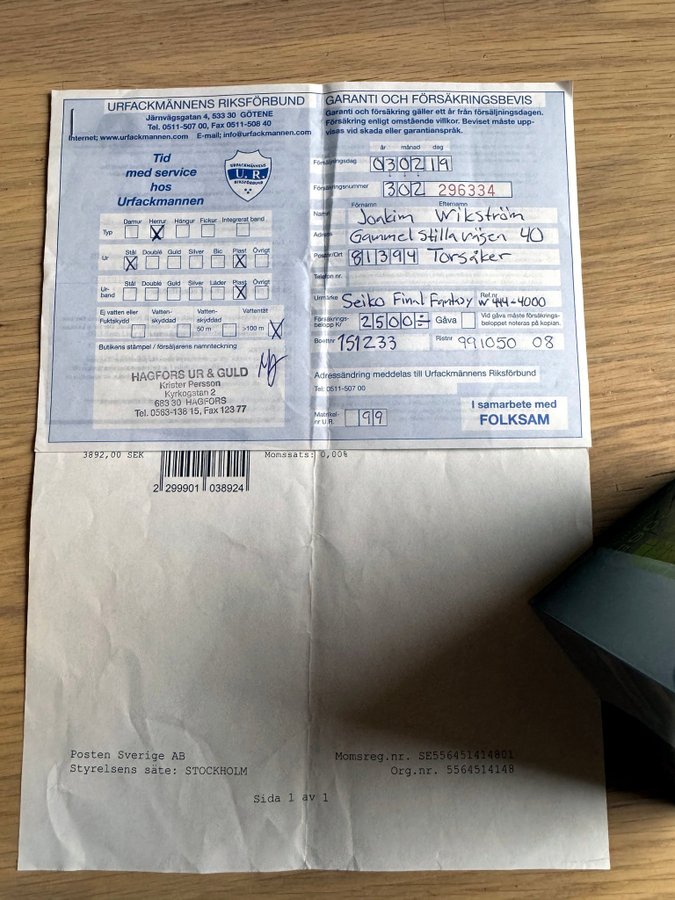 URFACKMÄNNENS RIKSFÖRBUND
Järnvägsgatan 4, 533 30 GÖTENE
Tel. 0511-507 00, Fax 0511-508 40
Internet; www.urfackmannen.com E-mail; info@urfackmannen.com
Tid
med service
hos
Urfackmannen
URFACKMÄNNENS
U. R.
RIKSFÖRBUND
Damur Herrur Hängur Fickur Integrerat band
Typ X
Stål Doublé Guld Silver Bic Plast Övrigt
Ur X X
Stål Doublé Guld Silver Läder Plast Övrigt
Ur-
band X
Ej vatten eller
Fuktskydd
Vatten-
skyddad
Vatten-
skyddad
50 m
Vattentät
>100 m X
Butikens stämpel / försäljarens namnteckning
HAGFORS UR & GULD
Krister Persson
Kyrkogatan 2
683 30 HAGFORS
Tel. 0563-136 15, Fax 123 77
GARANTI OCH FÖRSÄKRINGSBEVIS
Garanti och försäkring gäller ett år från försäljningsdagen.
Försäkring enligt omstående villkor. Beviset måste upp-
visas vid skada eller garantianspråk.
år månad dag
Försäljningsdag 030219
Försäkringsnummer 302 296334
Förnamn Efternamn
Namn Joakim Wikström
Adress Gammelstillavägen 40
Postnr/Ort 81394 Torsåker
Telefon nr.
Urmärke Seiko Final Fantasy Ref.nr. W 444-4000
Försäkrings-
belopp Kr 2500:- Gåva Vid gåva måste försäkrings-
beloppet noteras på kopian.
Boettnr 151233 Ristnr 991050 08
Adressändring meddelas till Urfackmännens Riksförbund
Tel: 0511-507 00
Matrikel-
nr U.R. 99
I samarbete med
FOLKSAM
3892,00 SEK Momssats: 0,00%
2 299901 038924
Posten Sverige AB Momsreg.nr. SE556451414801
Styrelsens säte: STOCKHOLM Org.nr. 5564514148
Sida 1 av 1